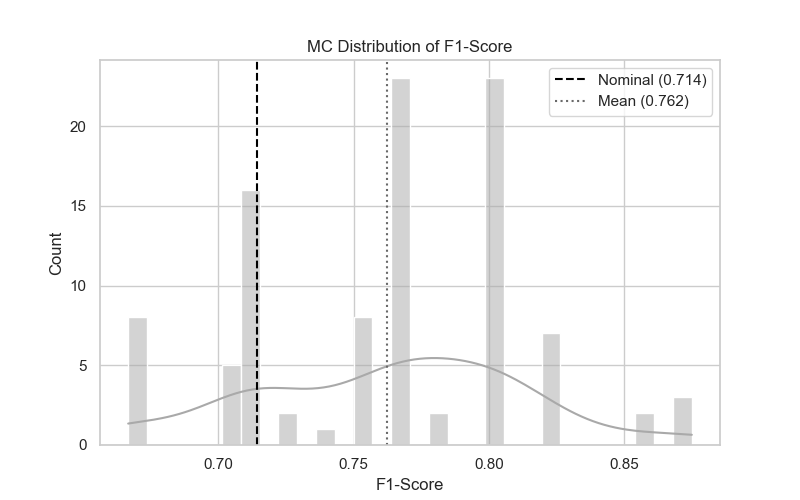 MC Distribution of F1-Score
Nominal (0.714)
Mean (0.762)
Count
20
15
10
5
0
0.70 0.75 0.80 0.85
F1-Score